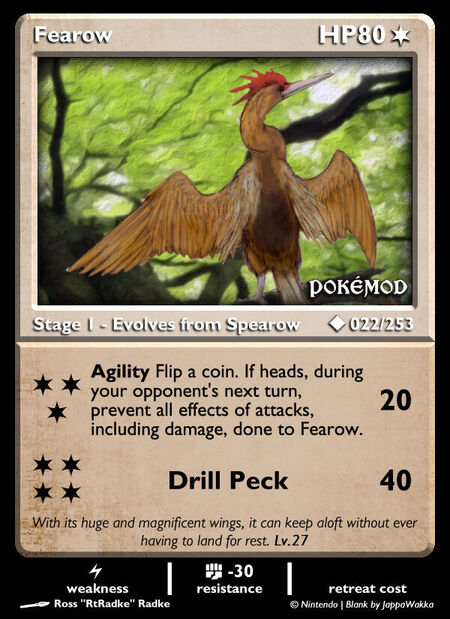 Fearow HP80
POKéMOD
Stage 1 - Evolves from Spearow 022/253
Agility Flip a coin. If heads, during
your opponent's next turn,
prevent all effects of attacks,
including damage, done to Fearow.
20
Drill Peck 40
With its huge and magnificent wings, it can keep aloft without ever
having to land for rest. Lv.27
weakness
-30
resistance
retreat cost
Ross "RtRadke" Radke
© Nintendo | Blank by JappaWakka